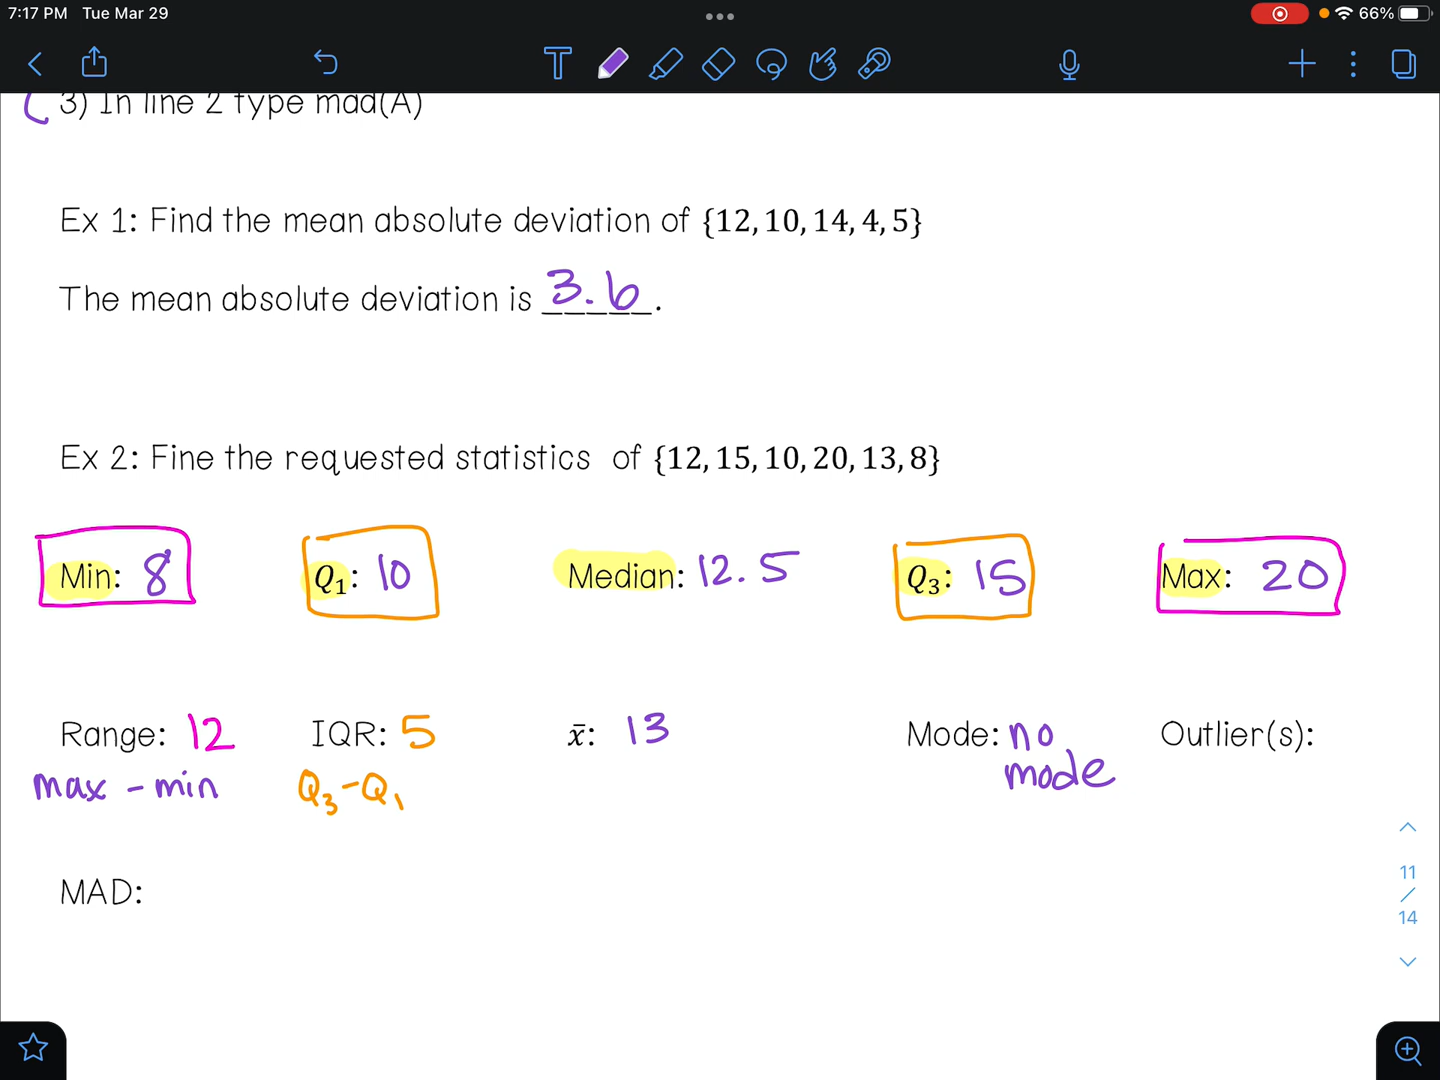 7:17 PM Tue Mar 29
66%
T
3) In line 2 type mad(A)
Ex 1: Find the mean absolute deviation of {12, 10, 14, 4, 5}
The mean absolute deviation is 3.6.
Ex 2: Fine the requested statistics of {12, 15, 10, 20, 13, 8}
Min: 8 Q₁: 10 Median: 12.5 Q₃: 15 Max: 20
Range: 12 IQR: 5 x̄: 13 Mode: no mode Outlier(s):
max - min Q₃-Q₁
MAD:
11
/
14